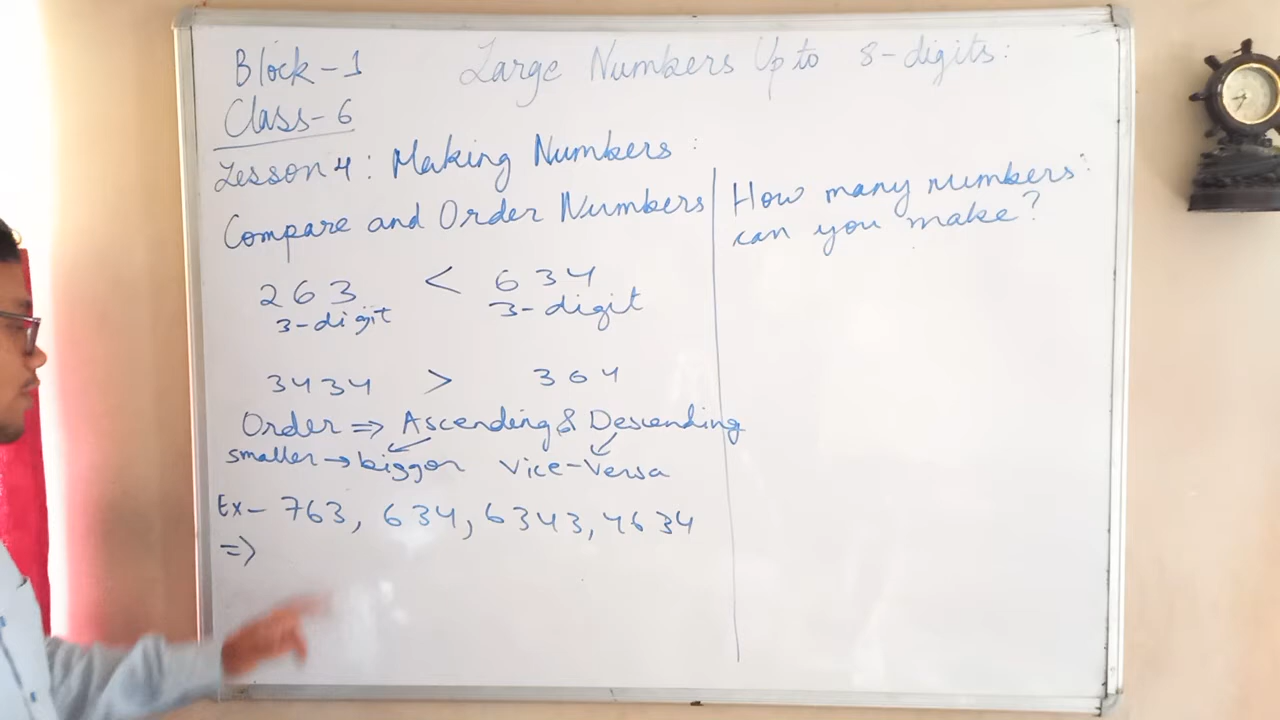 Block-1
Large Numbers Up to 8-digits:
Class-6
Lesson 4: Making Numbers:
Compare and Order Numbers
263 < 634
3-digit 3-digit
3434 > 364
Order ⇒ Ascending & Descending
smaller → bigger Vice-Versa
Ex- 763, 634, 6343, 4634
⇒
How many numbers:
can you make?